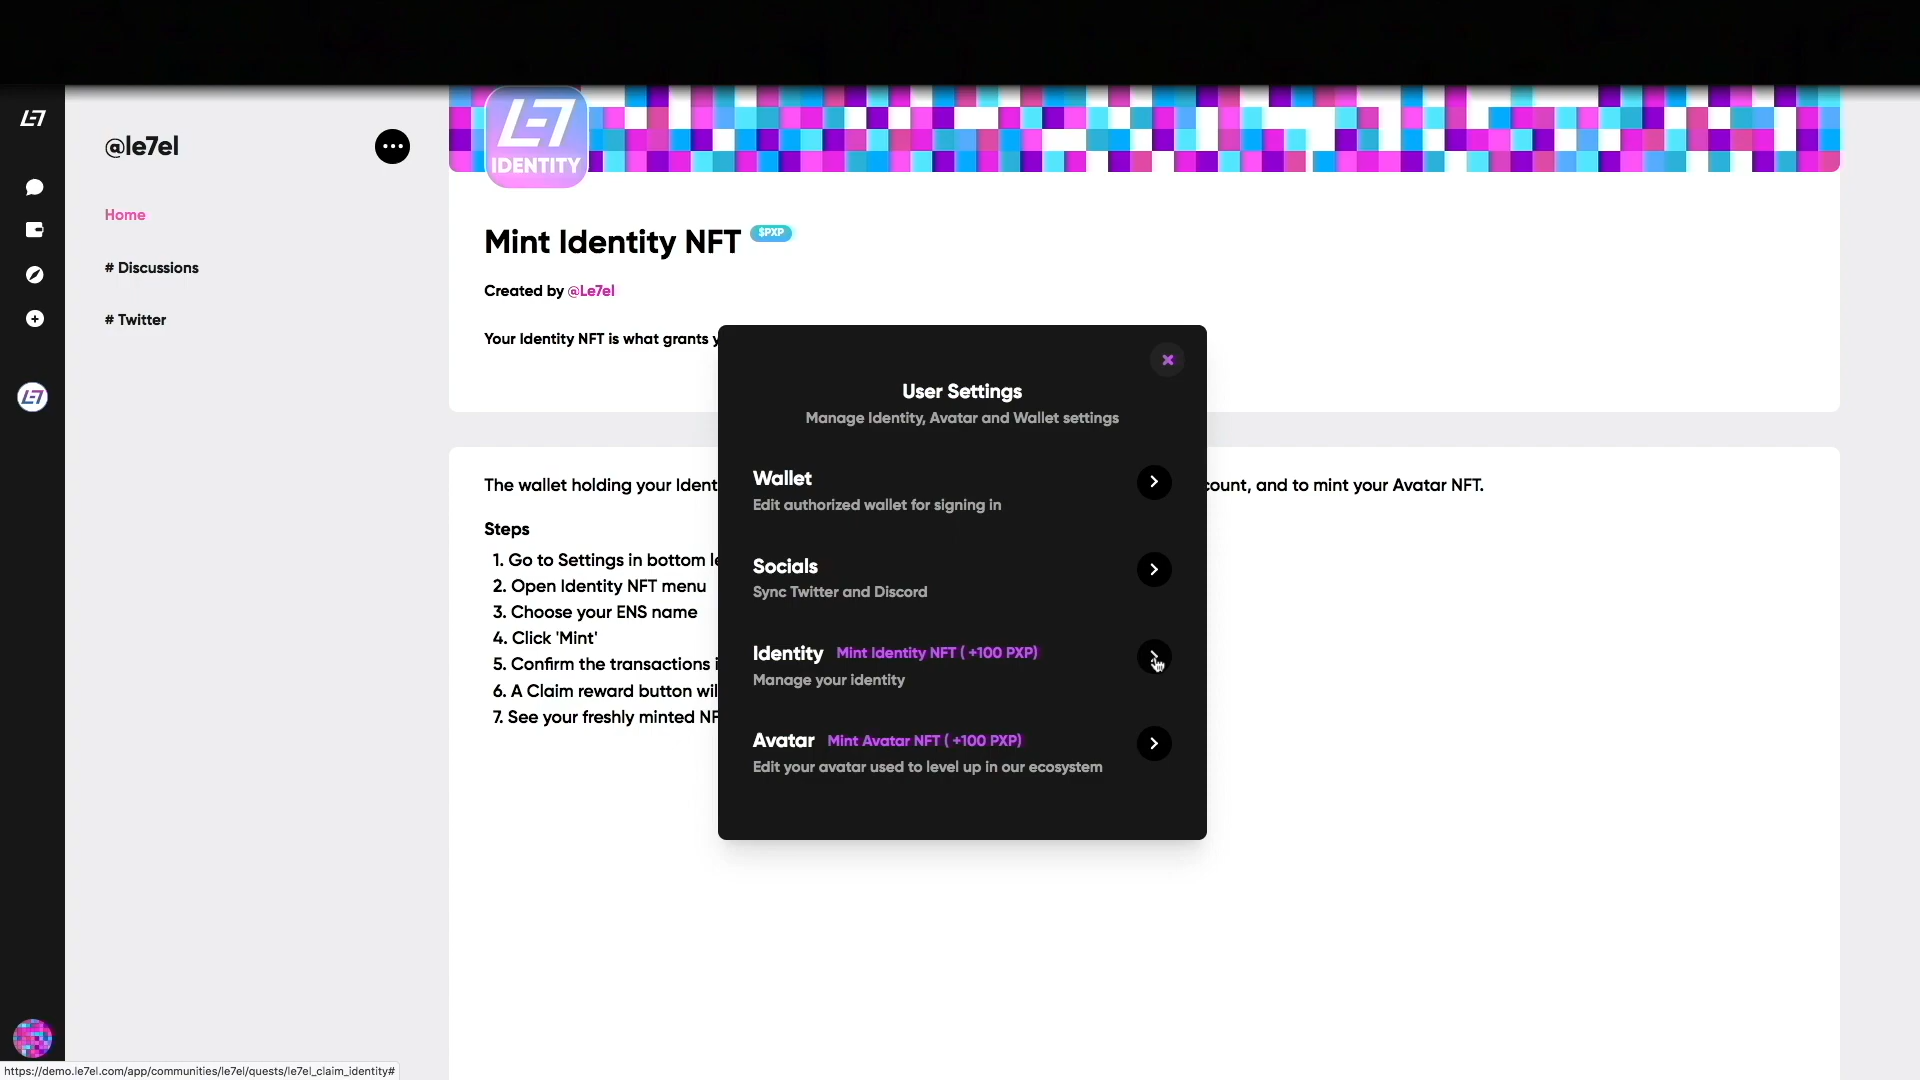 LE7
@le7el
Home
# Discussions
# Twitter
LE7
IDENTITY
Mint Identity NFT $PXP
Created by @Le7el
Your Identity NFT is what grants y
The wallet holding your Ident
count, and to mint your Avatar NFT.
Steps
1. Go to Settings in bottom le
2. Open Identity NFT menu
3. Choose your ENS name
4. Click 'Mint'
5. Confirm the transactions i
6. A Claim reward button wil
7. See your freshly minted NF
User Settings
Manage Identity, Avatar and Wallet settings
Wallet
Edit authorized wallet for signing in
Socials
Sync Twitter and Discord
Identity Mint Identity NFT ( +100 PXP)
Manage your identity
Avatar Mint Avatar NFT ( +100 PXP)
Edit your avatar used to level up in our ecosystem
LE7
https://demo.le7el.com/app/communities/le7el/quests/le7el_claim_identity#